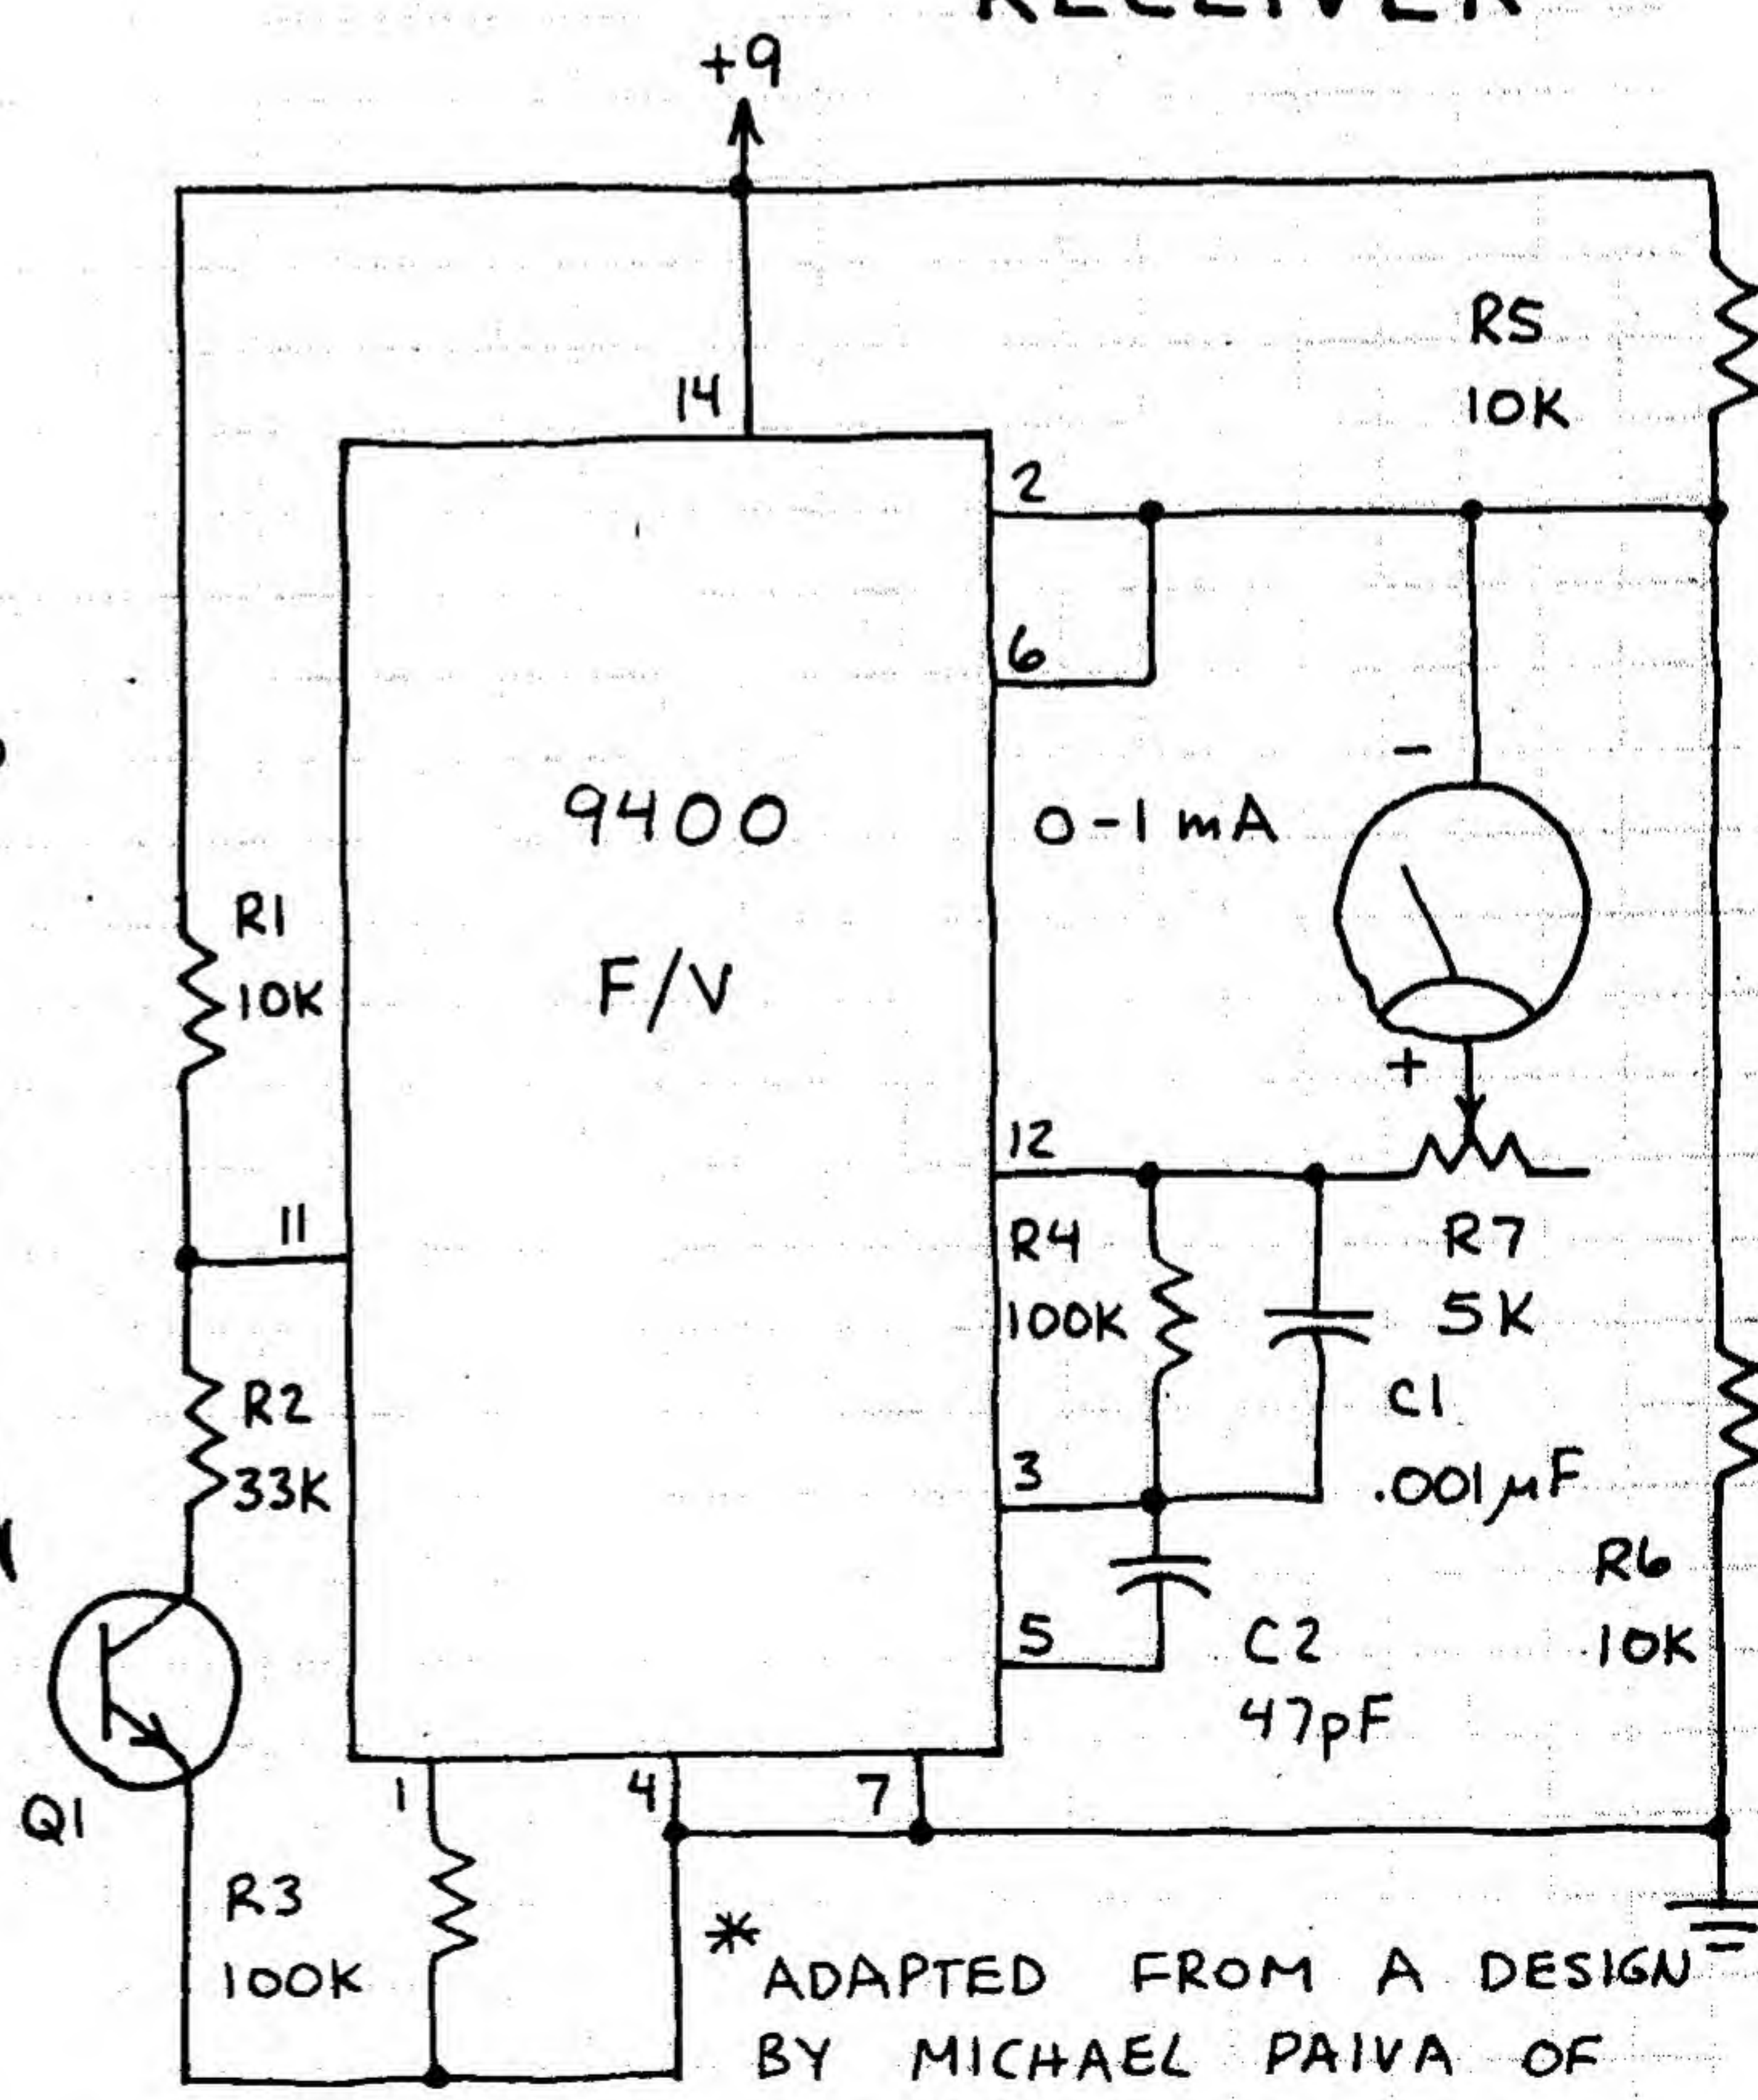 RECEIVER
+9
R5
10K
14
2
6
9400
F/V
0-1 mA
-
+
R1
10K
12
11
R4
100K
R7
5K
C1
.001µF
R2
33K
3
R6
10K
5
C2
47pF
Q1
1
4
7
R3
100K
* ADAPTED FROM A DESIGN
BY MICHAEL PAIVA OF